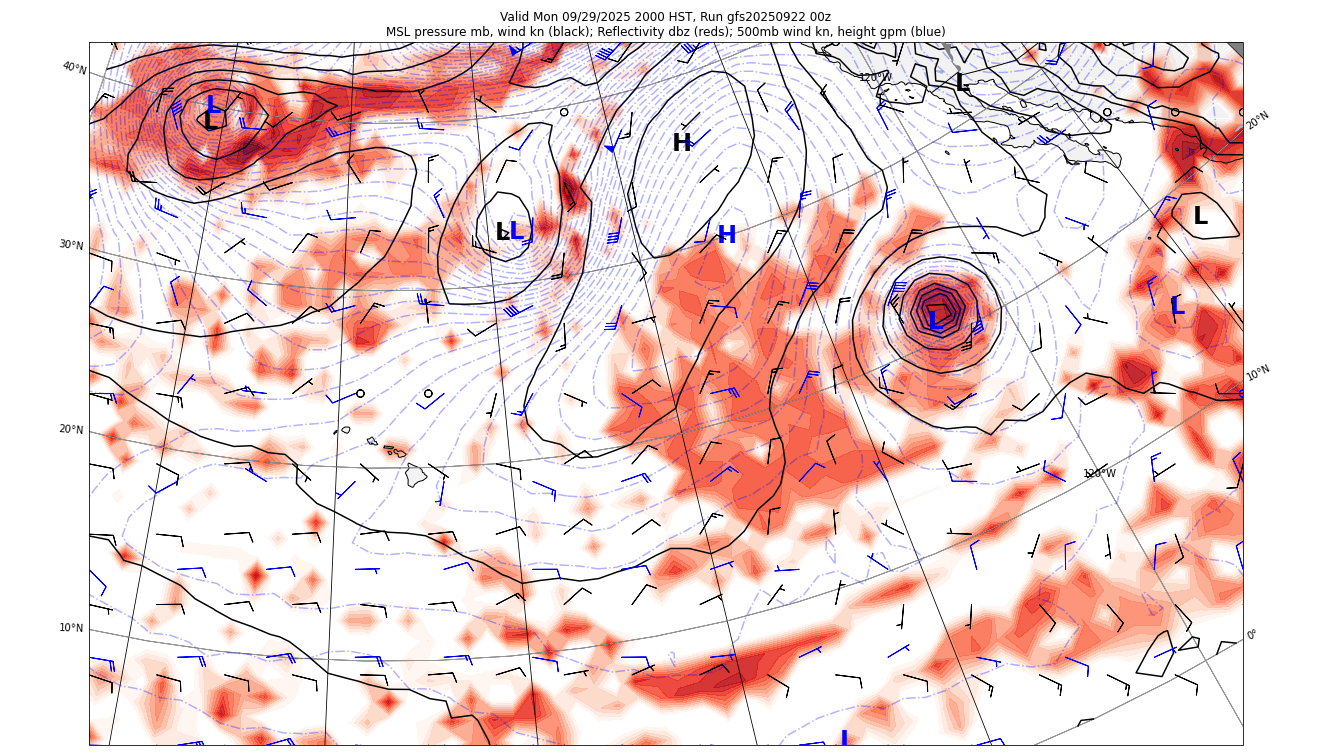 Valid Mon 09/29/2025 2000 HST, Run gfs20250922 00z
MSL pressure mb, wind kn (black); Reflectivity dbz (reds); 500mb wind kn, height gpm (blue)
40°N
120°W
L
L
L
20°N
H
L
L
L
H
30°N
L
L
10°N
20°N
120°W
10°N
0°
L